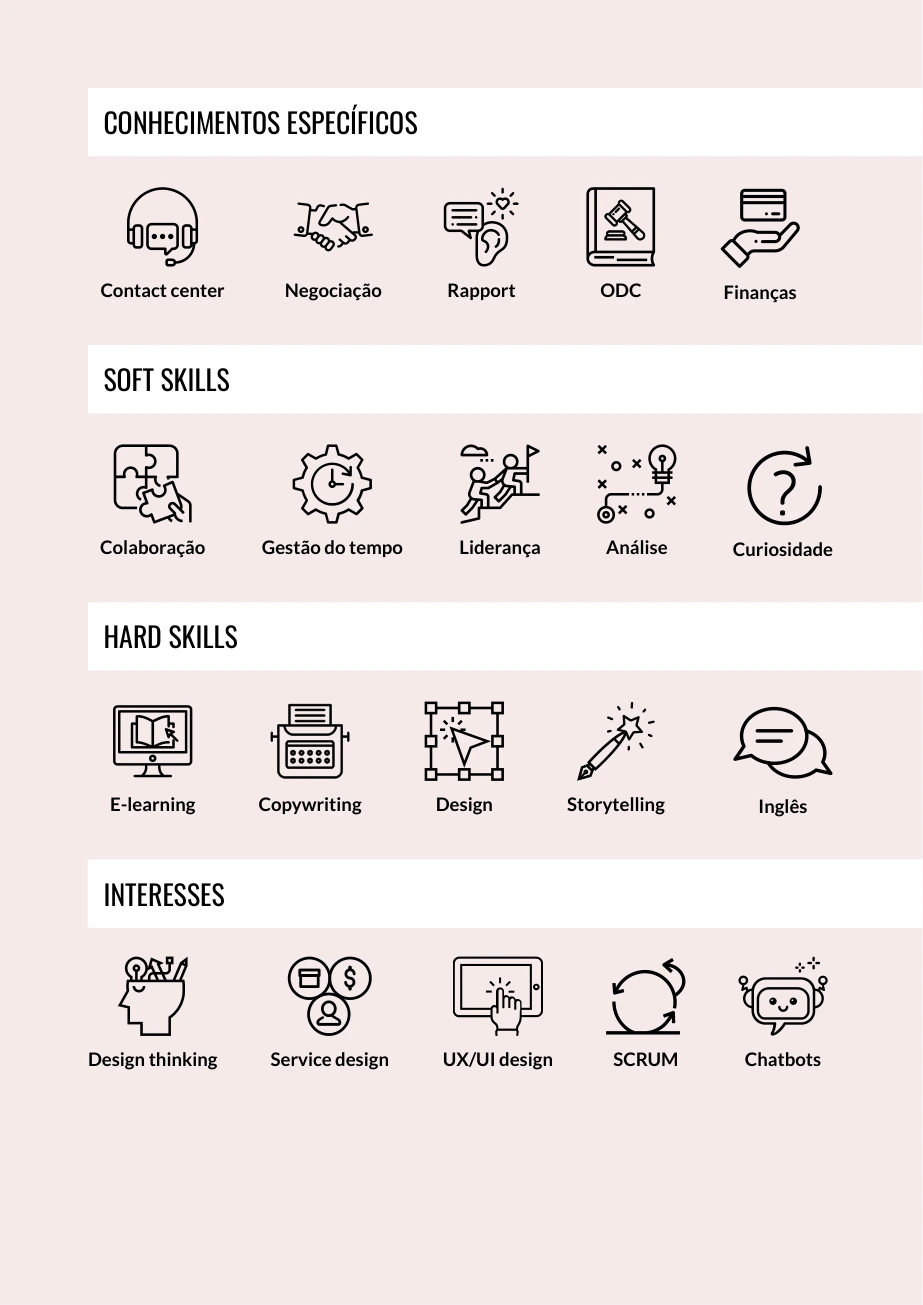 CONHECIMENTOS ESPECÍFICOS
Contact center Negociação Rapport ODC Finanças
SOFT SKILLS
Colaboração Gestão do tempo Liderança Análise Curiosidade
HARD SKILLS
E-learning Copywriting Design Storytelling Inglês
INTERESSES
Design thinking Service design UX/UI design SCRUM Chatbots